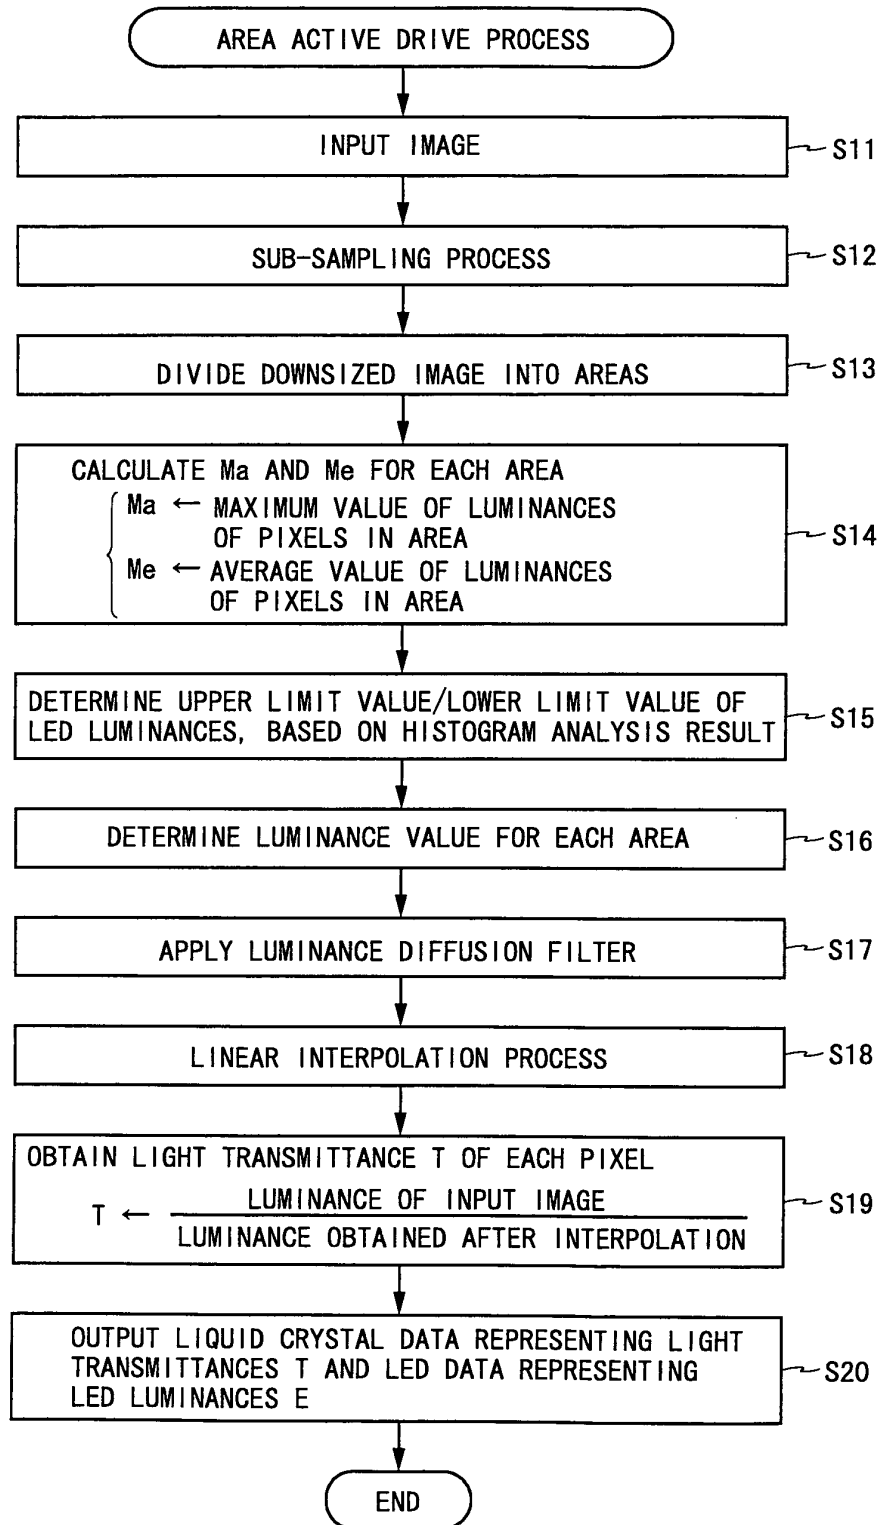 AREA ACTIVE DRIVE PROCESS
INPUT IMAGE
S11
SUB-SAMPLING PROCESS
S12
DIVIDE DOWNSIZED IMAGE INTO AREAS
S13
CALCULATE Ma AND Me FOR EACH AREA
Ma ← MAXIMUM VALUE OF LUMINANCES
OF PIXELS IN AREA
Me ← AVERAGE VALUE OF LUMINANCES
OF PIXELS IN AREA
S14
DETERMINE UPPER LIMIT VALUE/LOWER LIMIT VALUE OF
LED LUMINANCES, BASED ON HISTOGRAM ANALYSIS RESULT
S15
DETERMINE LUMINANCE VALUE FOR EACH AREA
S16
APPLY LUMINANCE DIFFUSION FILTER
S17
LINEAR INTERPOLATION PROCESS
S18
OBTAIN LIGHT TRANSMITTANCE T OF EACH PIXEL
LUMINANCE OF INPUT IMAGE
T ←
LUMINANCE OBTAINED AFTER INTERPOLATION
S19
OUTPUT LIQUID CRYSTAL DATA REPRESENTING LIGHT
TRANSMITTANCES T AND LED DATA REPRESENTING
LED LUMINANCES E
S20
END